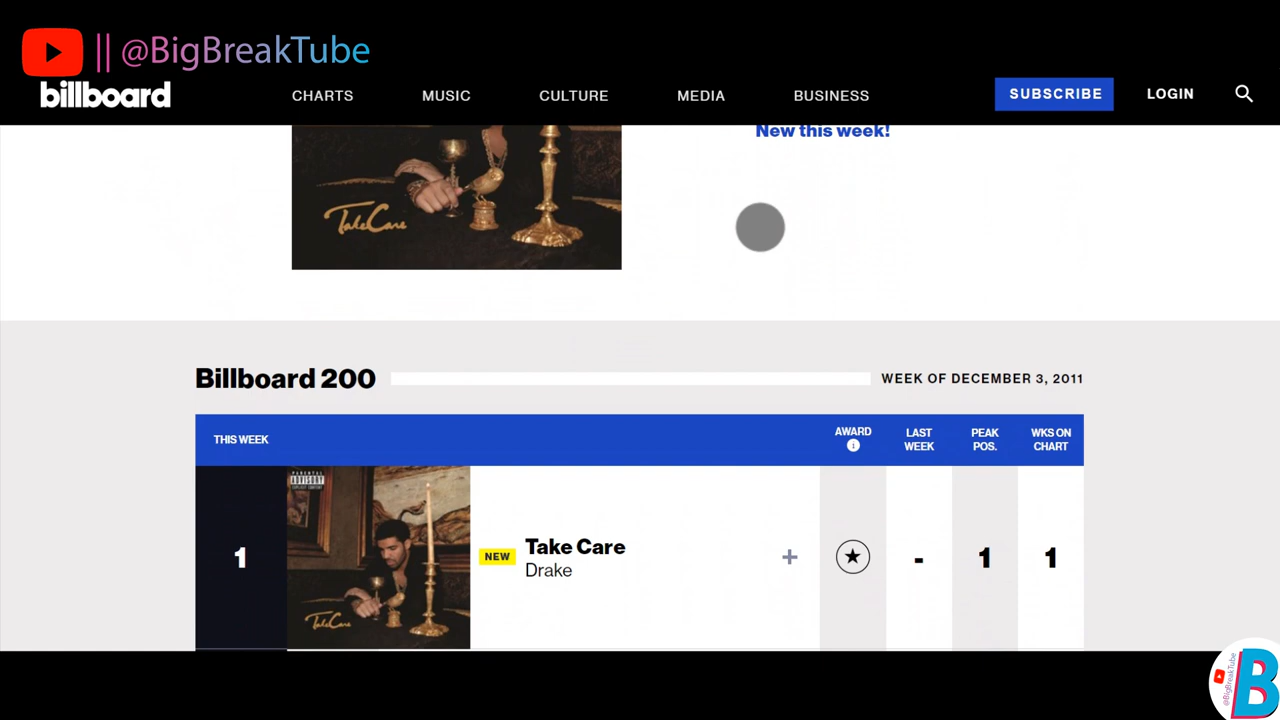 || @BigBreakTube
billboard
CHARTS MUSIC CULTURE MEDIA BUSINESS SUBSCRIBE LOGIN
New this week!
Take Care
Billboard 200
WEEK OF DECEMBER 3, 2011
THIS WEEK AWARD LAST WEEK PEAK POS. WKS ON CHART
PARENTAL
ADVISORY
EXPLICIT CONTENT
1 NEW Take Care + ★ - 1 1
Drake
Take Care
B
@BigBreakTube